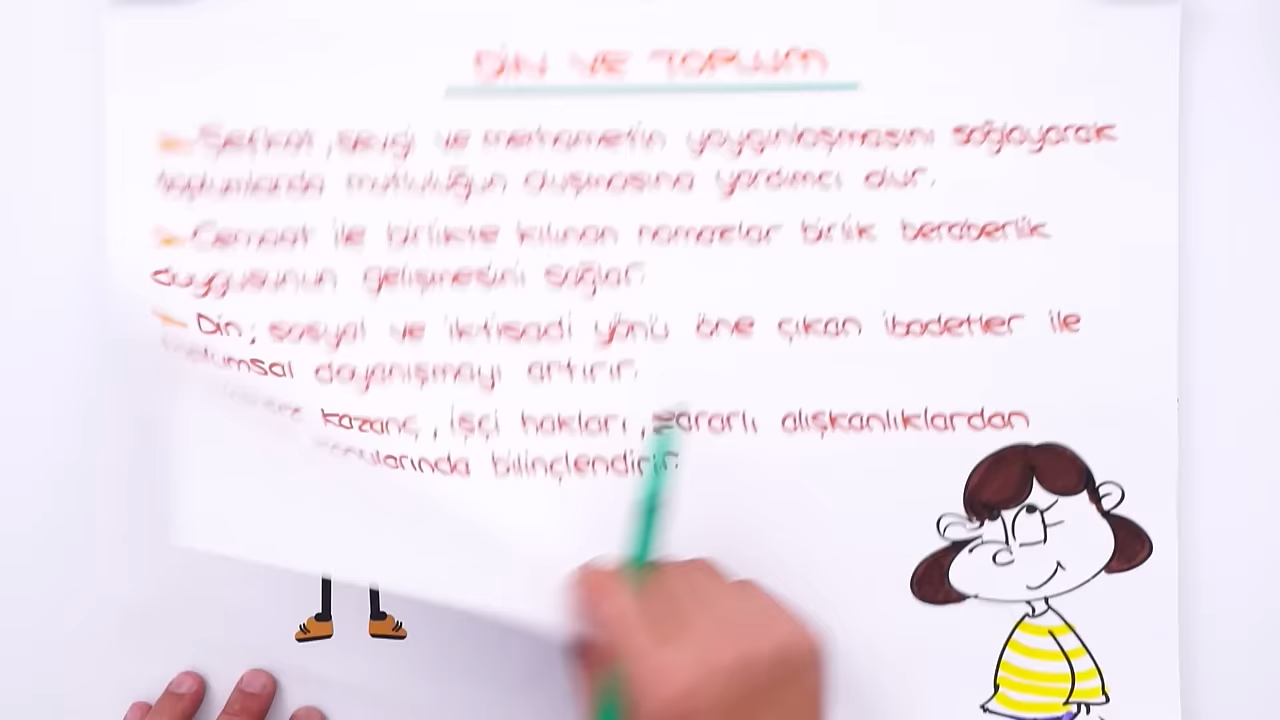 DİN VE TOPLUM
Şefkat, sevgi ve merhametin yaygınlaşmasını sağlayarak
toplumlarda mutluluğun oluşmasına yardımcı olur.
Cemaat ile birlikte kılınan namazlar birlik beraberlik
duygusunun gelişmesini sağlar.
Din; sosyal ve iktisadi yönü öne çıkan ibadetler ile
toplumsal dayanışmayı artırır.
kazanç, işçi hakları, zararlı alışkanlıklardan
bilinçlendirir.